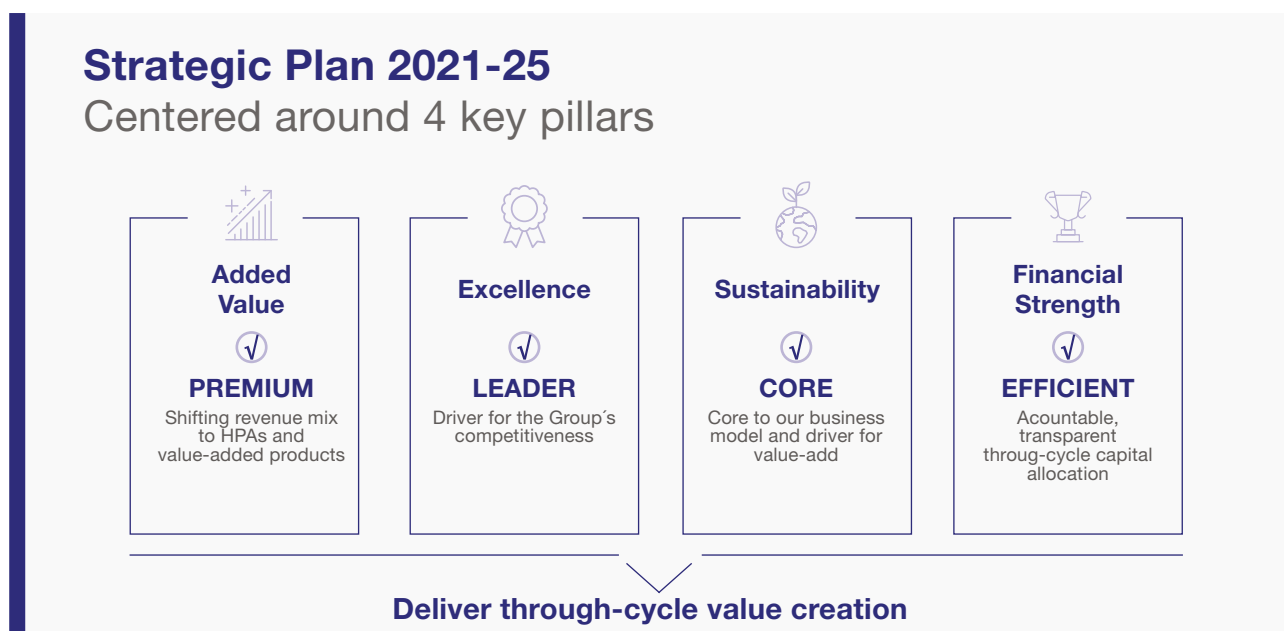 Strategic Plan 2021-25
Centered around 4 key pillars
Added
Value
√
PREMIUM
Shifting revenue mix
to HPAs and
value-added products
Excellence
√
LEADER
Driver for the Group´s
competitiveness
Sustainability
√
CORE
Core to our business
model and driver for
value-add
Financial
Strength
√
EFFICIENT
Acountable,
transparent
throug-cycle capital
allocation
Deliver through-cycle value creation